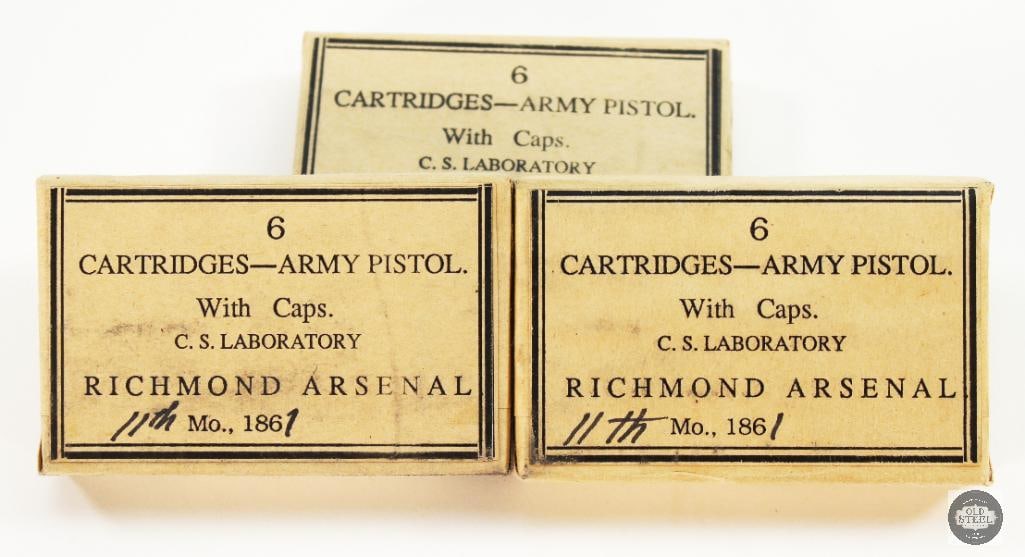 6
CARTRIDGES—ARMY PISTOL.
With Caps.
C. S. LABORATORY
6
CARTRIDGES—ARMY PISTOL.
With Caps.
C. S. LABORATORY
RICHMOND ARSENAL
11th Mo., 1861
6
CARTRIDGES—ARMY PISTOL.
With Caps.
C. S. LABORATORY
RICHMOND ARSENAL
11th Mo., 1861
OLD
STEEL